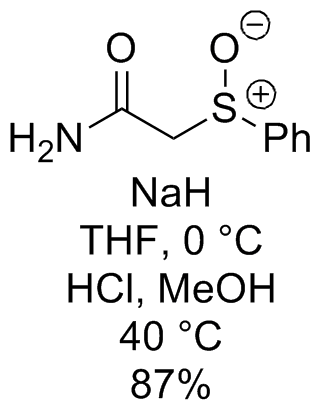 O O⊖
S⊕
H₂N Ph
NaH
THF, 0 °C
HCl, MeOH
40 °C
87%